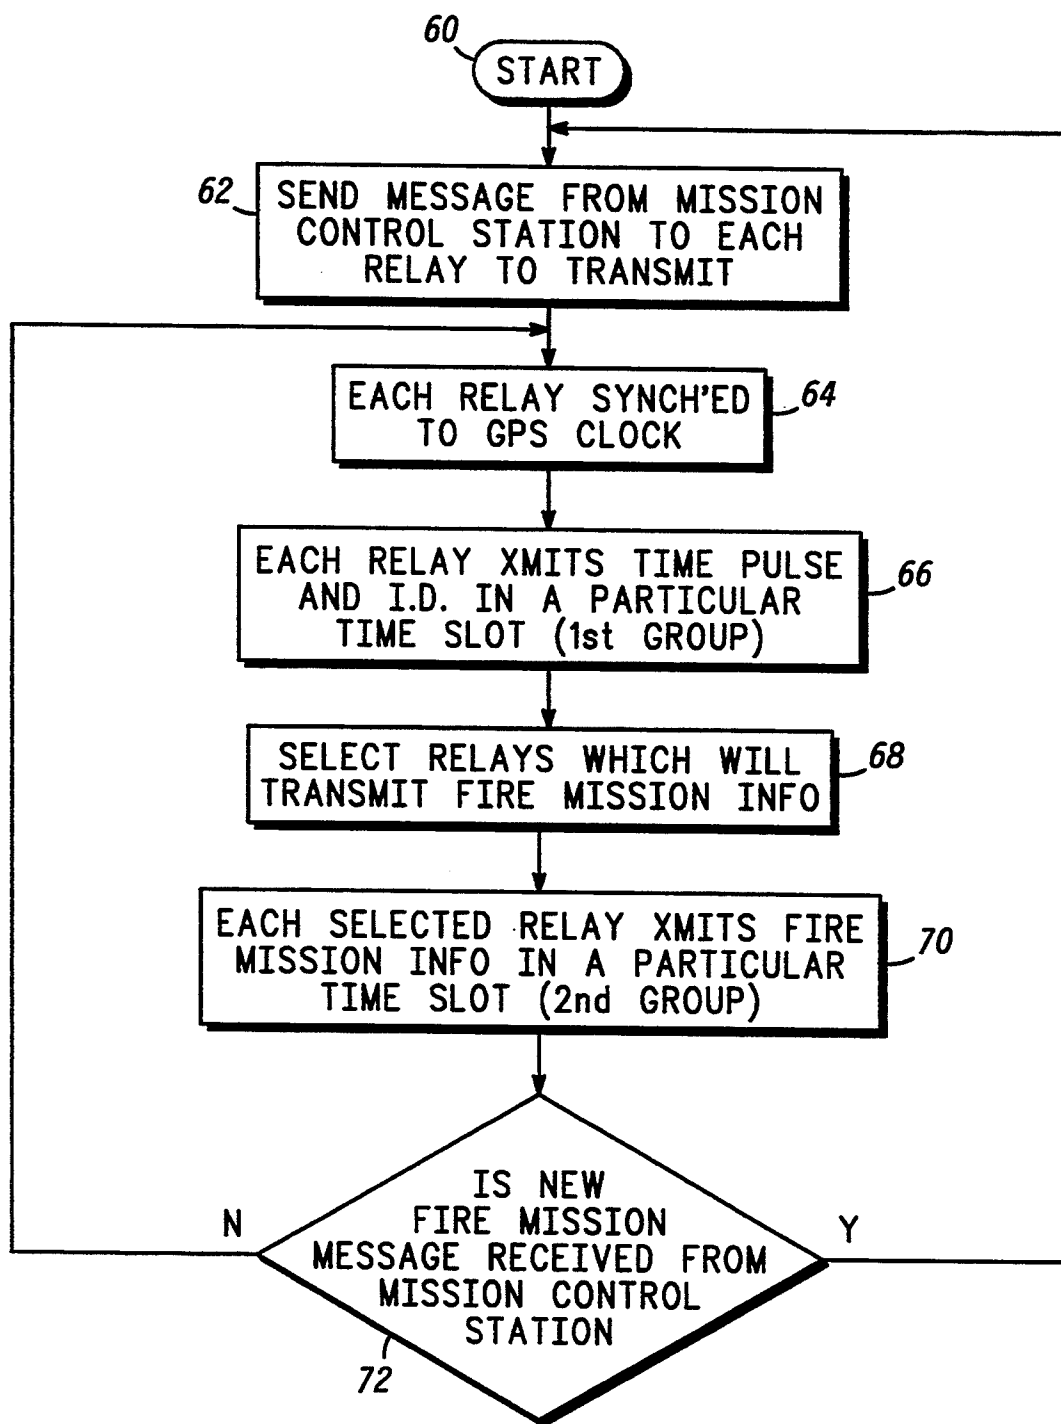 60
START
62
SEND MESSAGE FROM MISSION
CONTROL STATION TO EACH
RELAY TO TRANSMIT
EACH RELAY SYNCH'ED
TO GPS CLOCK
64
EACH RELAY XMITS TIME PULSE
AND I.D. IN A PARTICULAR
TIME SLOT (1st GROUP)
66
SELECT RELAYS WHICH WILL
TRANSMIT FIRE MISSION INFO
68
EACH SELECTED RELAY XMITS FIRE
MISSION INFO IN A PARTICULAR
TIME SLOT (2nd GROUP)
70
N
IS NEW
FIRE MISSION
MESSAGE RECEIVED FROM
MISSION CONTROL
STATION
Y
72